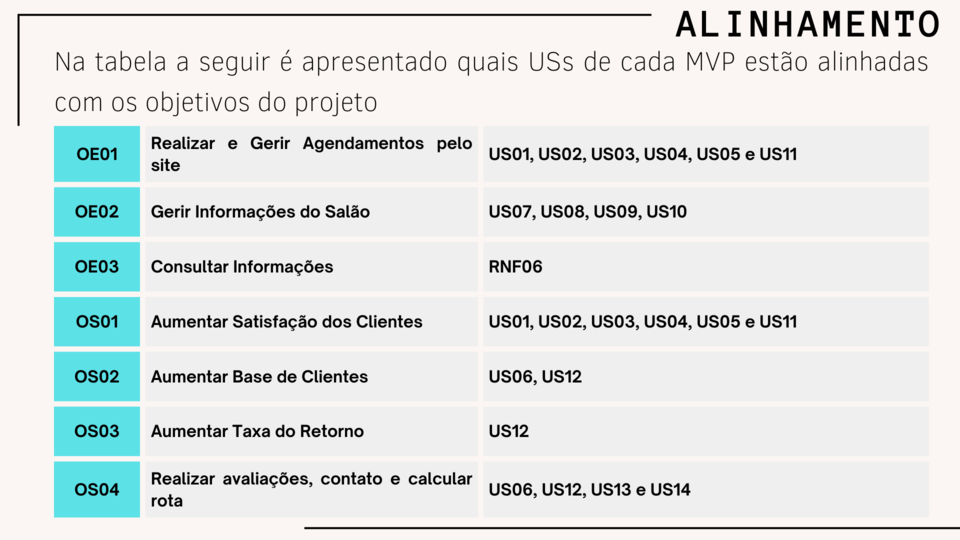 ALINHAMENTO
Na tabela a seguir é apresentado quais USs de cada MVP estão alinhadas
com os objetivos do projeto
OE01
Realizar e Gerir Agendamentos pelo
site
US01, US02, US03, US04, US05 e US11
OE02
Gerir Informações do Salão
US07, US08, US09, US10
OE03
Consultar Informações
RNF06
OS01
Aumentar Satisfação dos Clientes
US01, US02, US03, US04, US05 e US11
OS02
Aumentar Base de Clientes
US06, US12
OS03
Aumentar Taxa do Retorno
US12
OS04
Realizar avaliações, contato e calcular
rota
US06, US12, US13 e US14